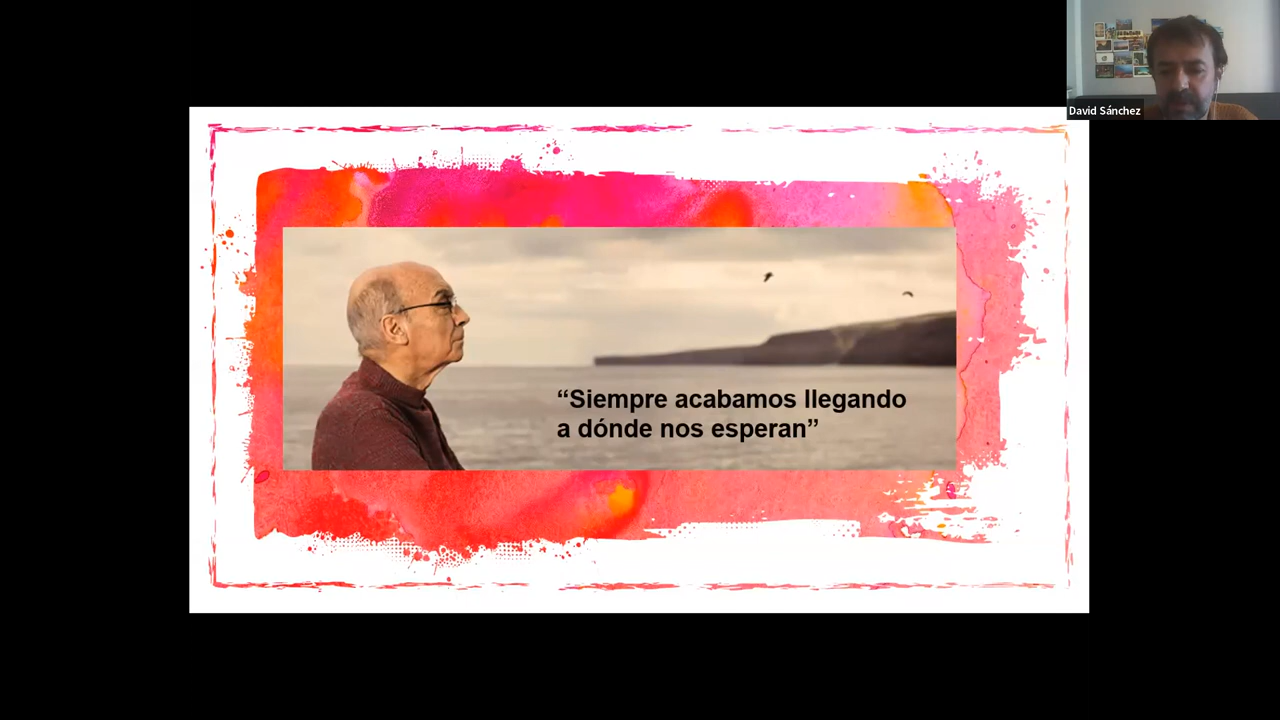 David Sánchez
“Siempre acabamos llegando
a dónde nos esperan”